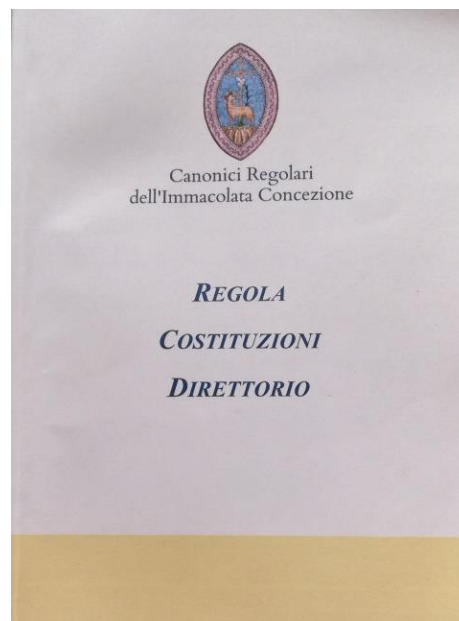 Canonici Regolari
dell'Immacolata Concezione
REGOLA
COSTITUZIONI
DIRETTORIO